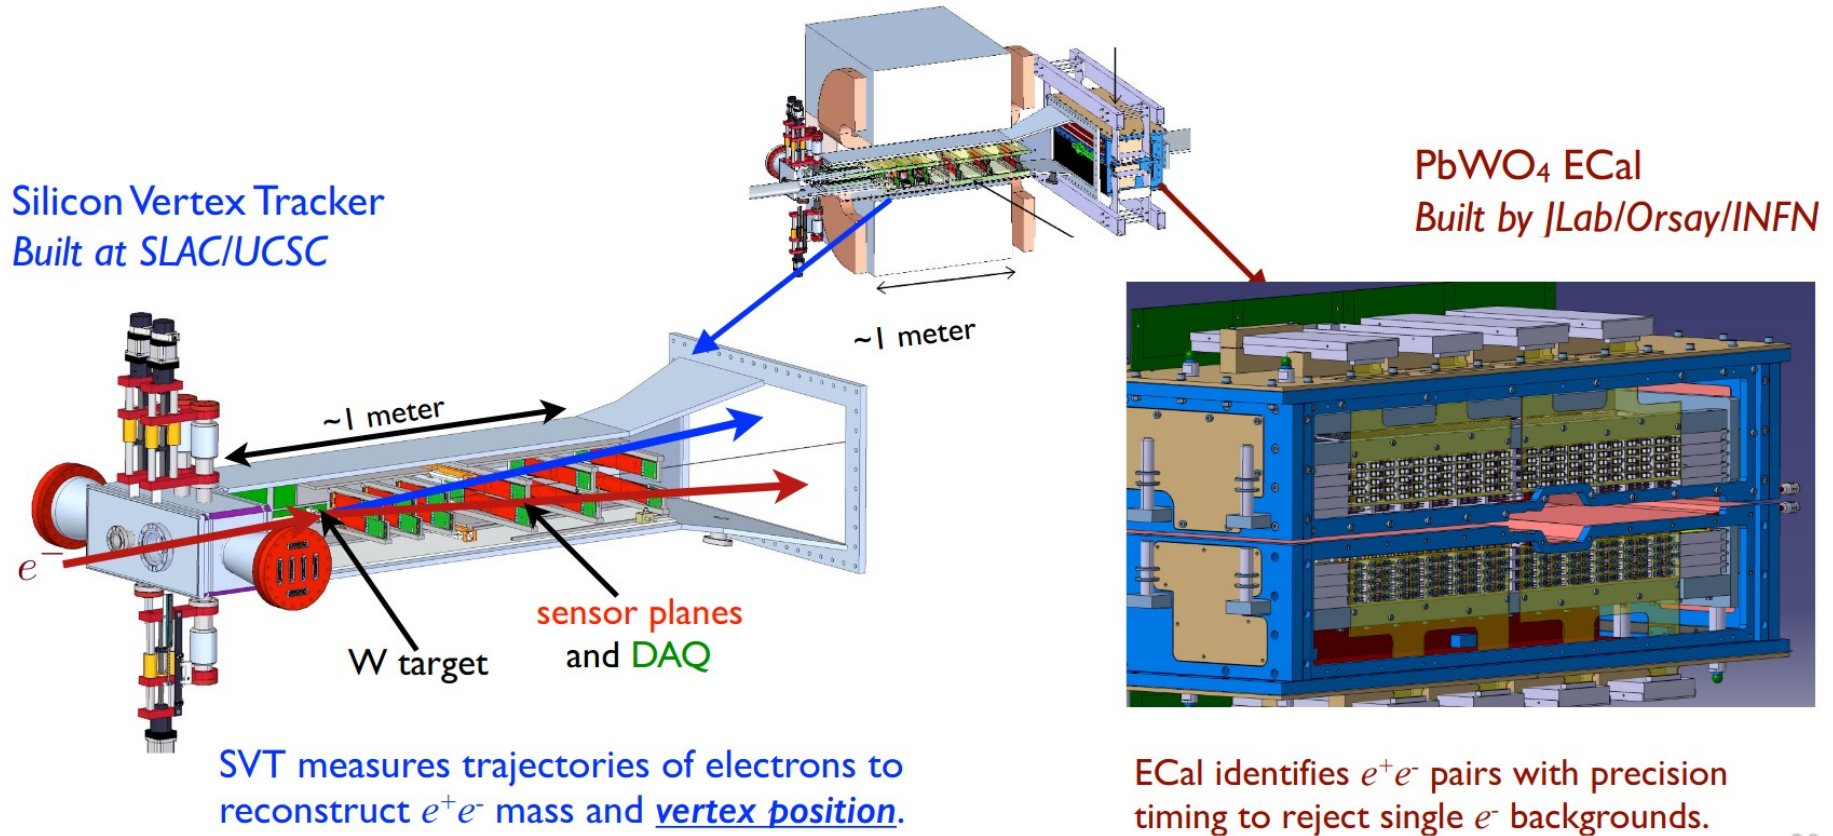 Silicon Vertex Tracker
Built at SLAC/UCSC
PbWO4 ECal
Built by JLab/Orsay/INFN
~1 meter
~1 meter
e⁻
W target
sensor planes
and DAQ
SVT measures trajectories of electrons to
reconstruct e⁺e⁻ mass and vertex position.
ECal identifies e⁺e⁻ pairs with precision
timing to reject single e⁻ backgrounds.